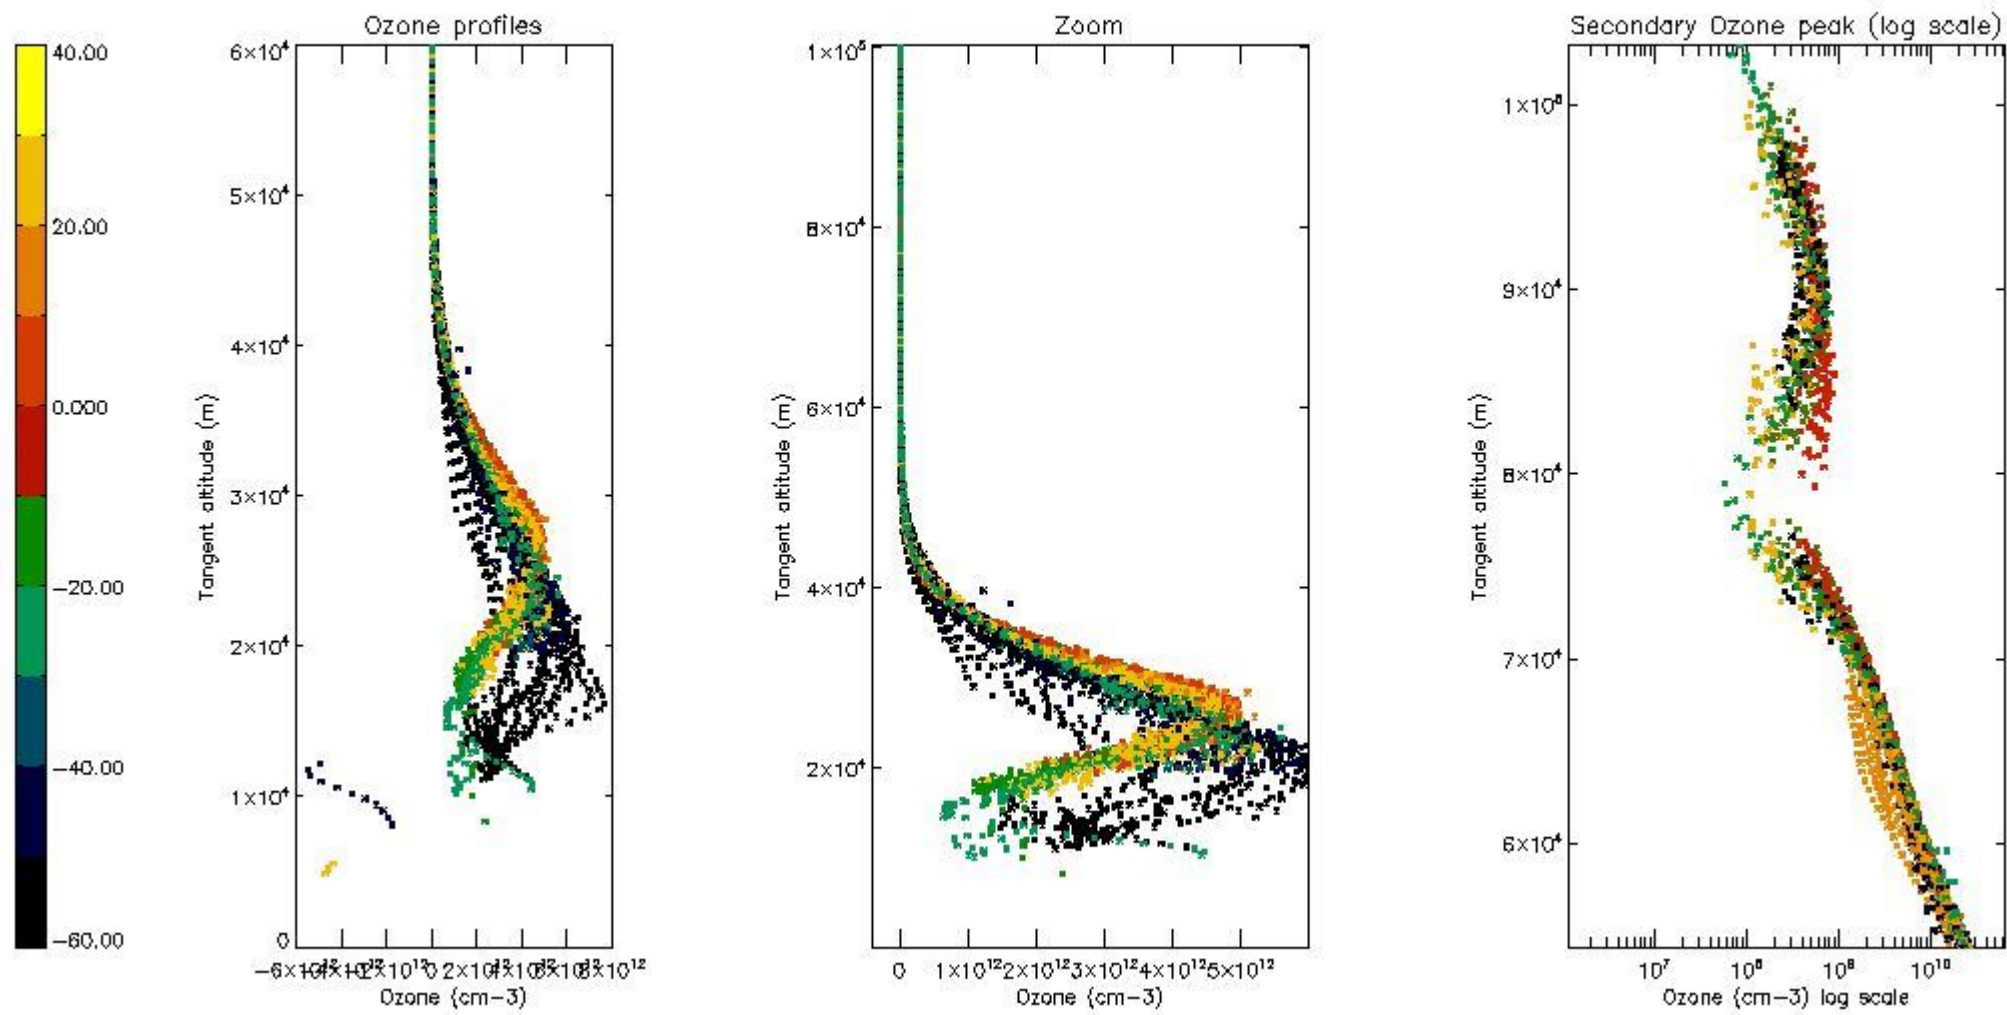 Ozone profiles
Zoom
Secondary Ozone peak (log scale)
40.00
20.00
0.000
−20.00
−40.00
−60.00
6×10⁴
5×10⁴
4×10⁴
3×10⁴
2×10⁴
1×10⁴
0
Tangent altitude (m)
0
8×10¹²
Ozone (cm−3)
1×10⁵
8×10⁴
6×10⁴
4×10⁴
2×10⁴
Tangent altitude (m)
0 1×10¹² 2×10¹² 3×10¹² 4×10¹² 5×10¹²
Ozone (cm−3)
9×10⁴
8×10⁴
7×10⁴
6×10⁴
Tangent altitude (m)
10⁷ 10⁸ 10⁹ 10¹⁰
Ozone (cm−3) log scale